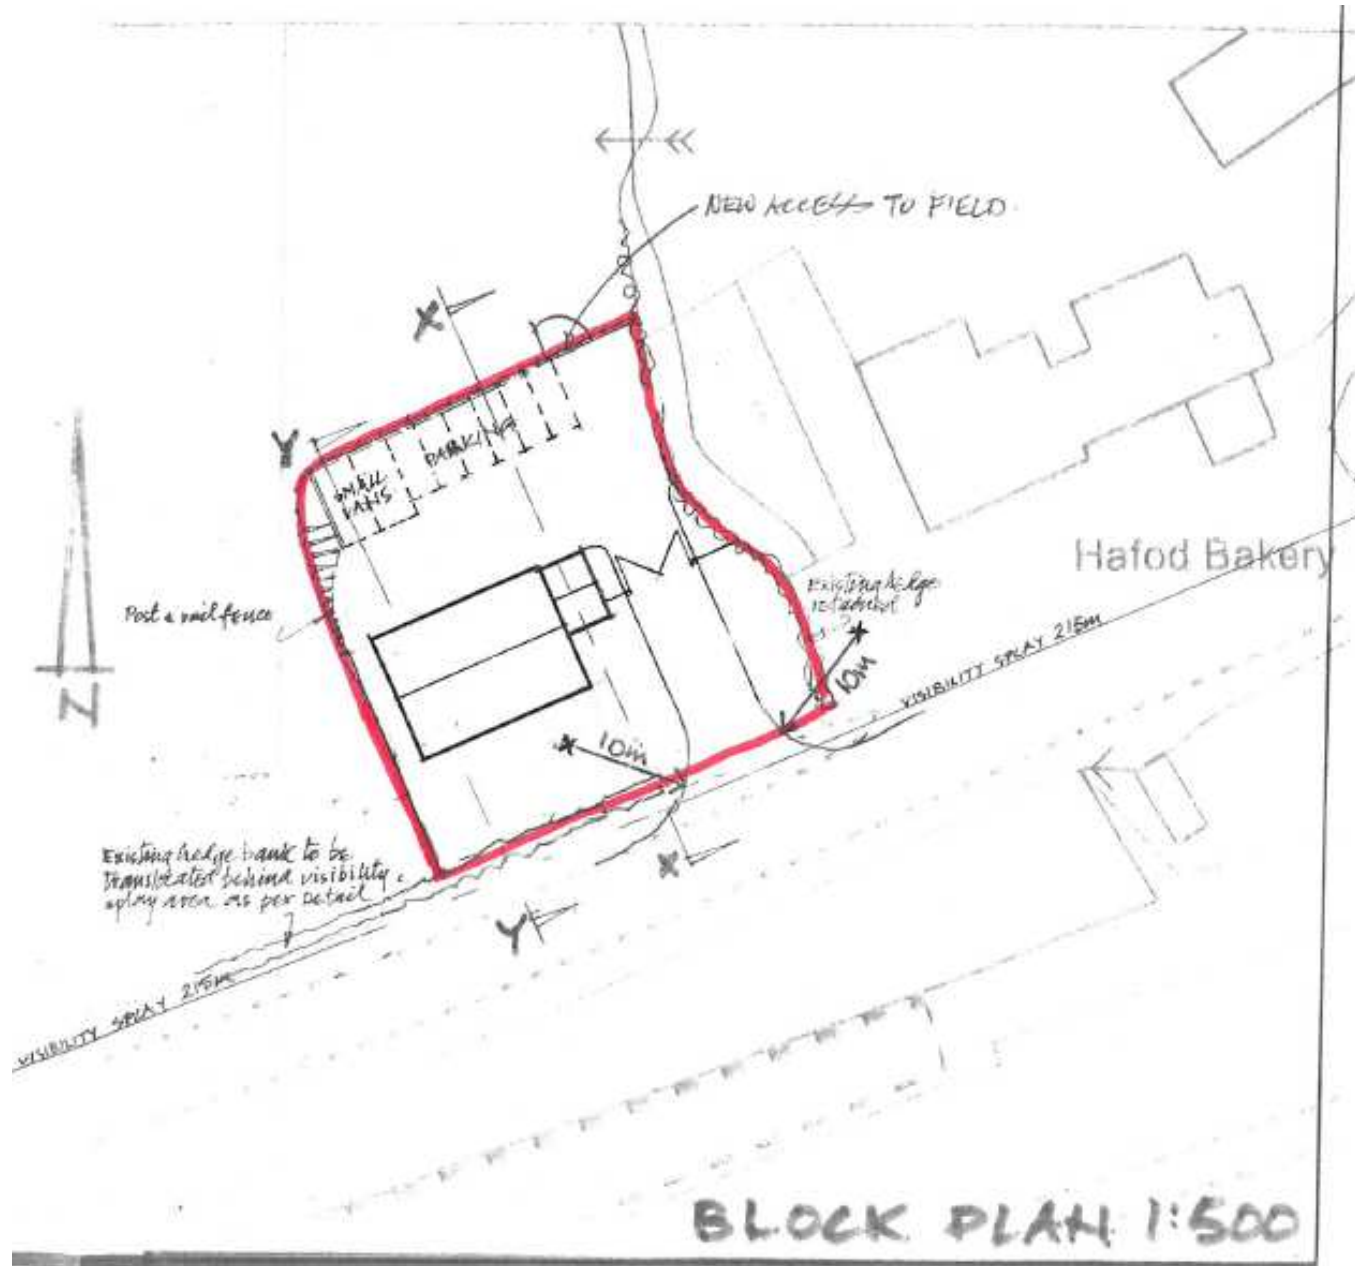 NEW ACCESS TO FIELD.
X
Y
SMALL
VANS
PARKING
Hafod Bakery
Existing hedge
retained
Post & rail fence
N
10m
VISIBILITY SPLAY 215m
10m
Existing hedge bank to be
translocated behind visibility
splay area as per detail
X
Y
VISIBILITY SPLAY 215m
BLOCK PLAN 1:500